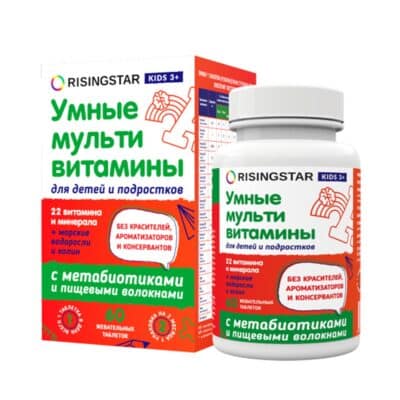 RISINGSTAR KIDS 3+
Умные
мульти
витамины
для детей и подростков
22 витамина
и минерала
+ морские
водоросли
и холин
БЕЗ КРАСИТЕЛЕЙ,
АРОМАТИЗАТОРОВ
И КОНСЕРВАНТОВ
с метабиотиками
и пищевыми волокнами
60
ЖЕВАТЕЛЬНЫХ
ТАБЛЕТОК
RISINGSTAR KIDS 3+
Умные
мульти
витамины
для детей и подростков
22 витамина
и минерала
+ морские
водоросли
и холин
БЕЗ КРАСИТЕЛЕЙ,
АРОМАТИЗАТОРОВ
И КОНСЕРВАНТОВ
60 ЖЕВАТЕЛЬНЫХ
ТАБЛЕТОК
с метабиотиками
и пищевыми волокнами